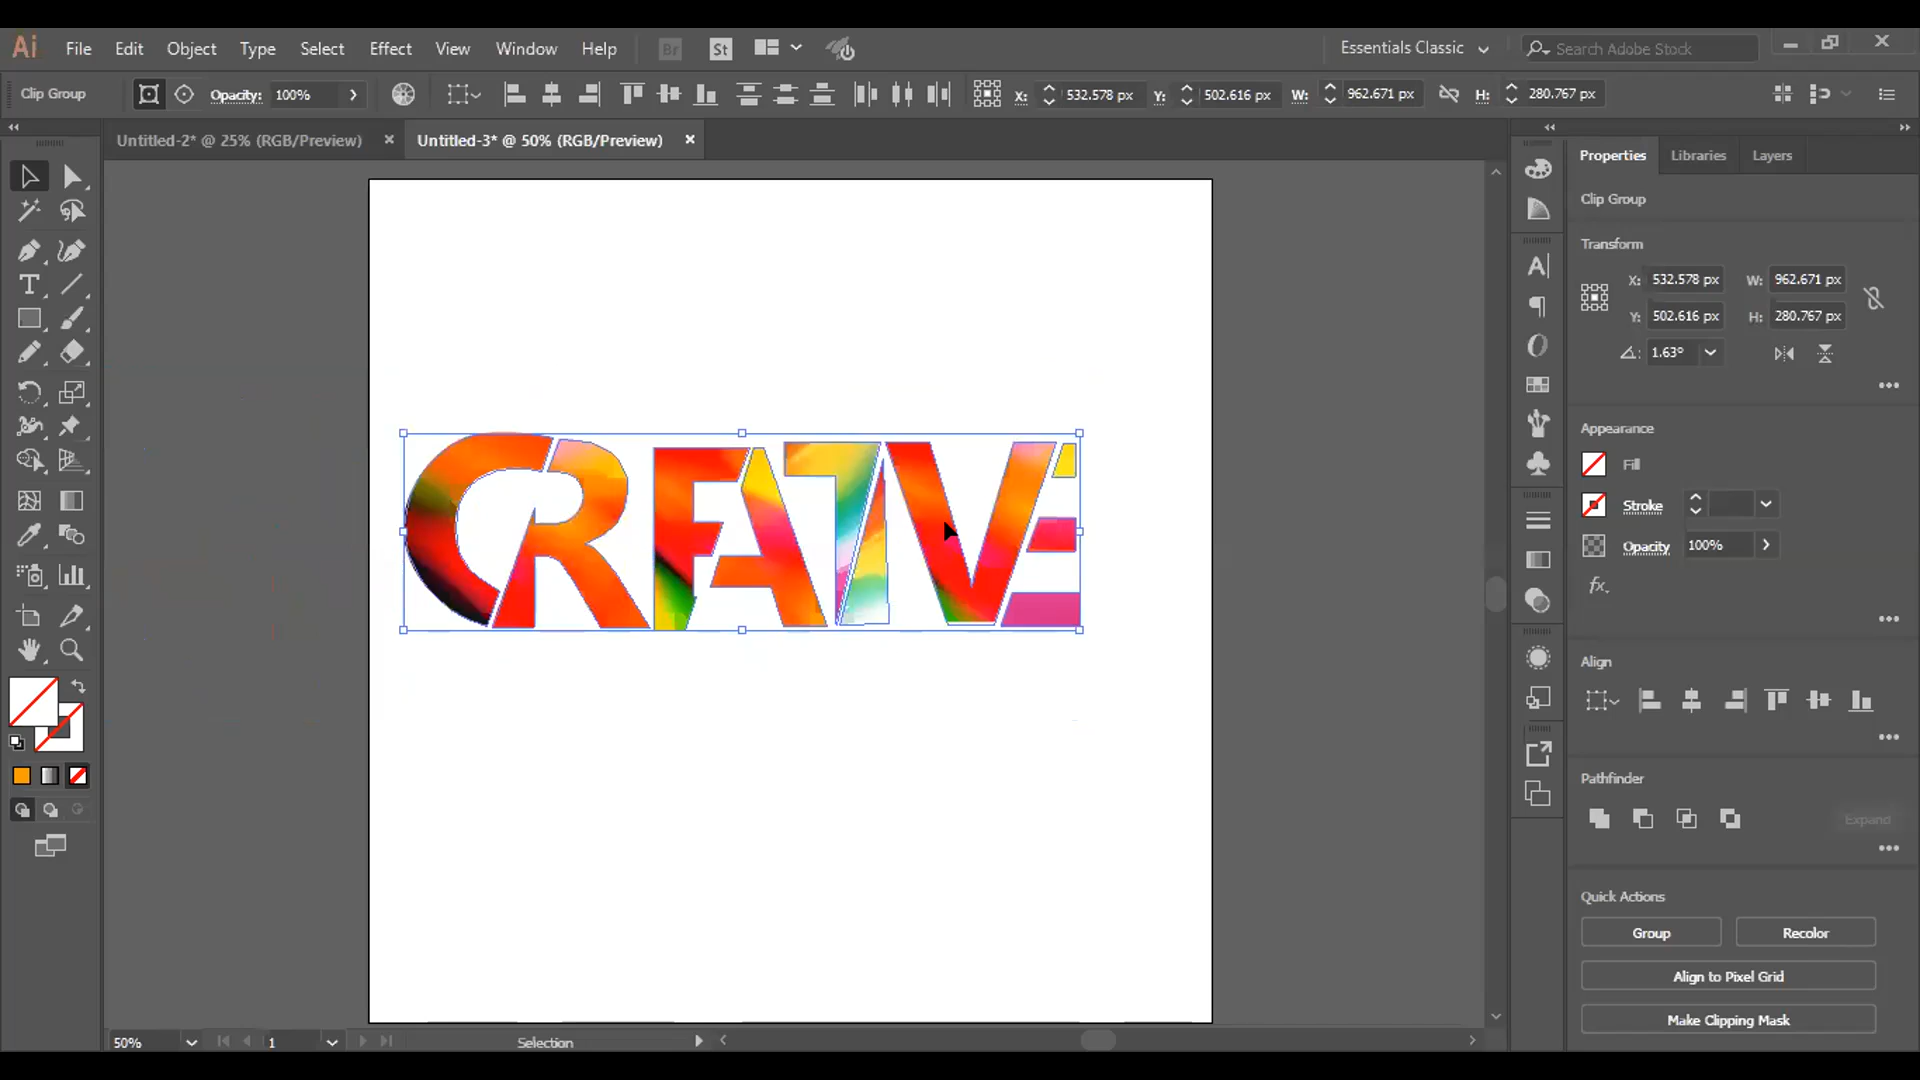 Ai File Edit Object Type Select Effect View Window Help Br St Essentials Classic Search Adobe Stock
Clip Group Opacity: 100% X: 532.578 px Y: 502.616 px W: 962.671 px H: 280.767 px
Untitled-2* @ 25% (RGB/Preview) Untitled-3* @ 50% (RGB/Preview)
Properties Libraries Layers
Clip Group
Transform
X: 532.578 px W: 962.671 px
Y: 502.616 px H: 280.767 px
1.63°
Appearance
Fill
Stroke
Opacity 100%
fx.
CREATIVE
Align
Pathfinder
Expand
Quick Actions
Group Recolor
Align to Pixel Grid
Make Clipping Mask
50% 1 Selection